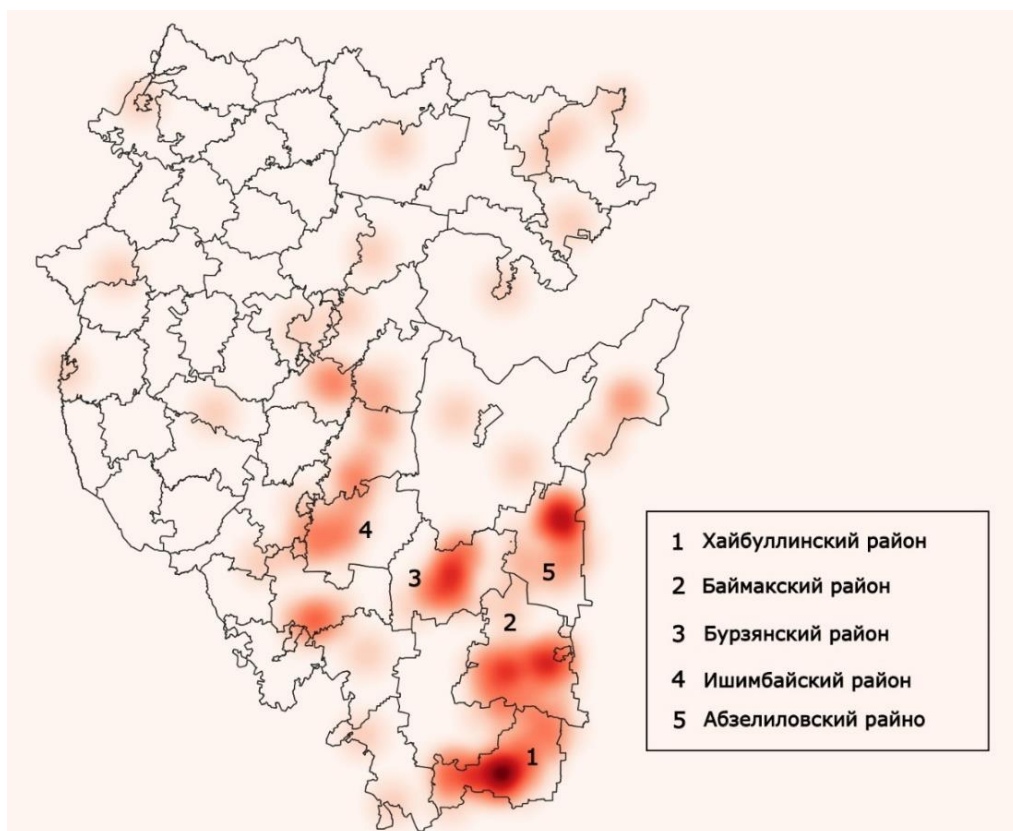 4
3
5
2
1
1 Хайбуллинский район
2 Баймакский район
3 Бурзянский район
4 Ишимбайский район
5 Абзелиловский райно